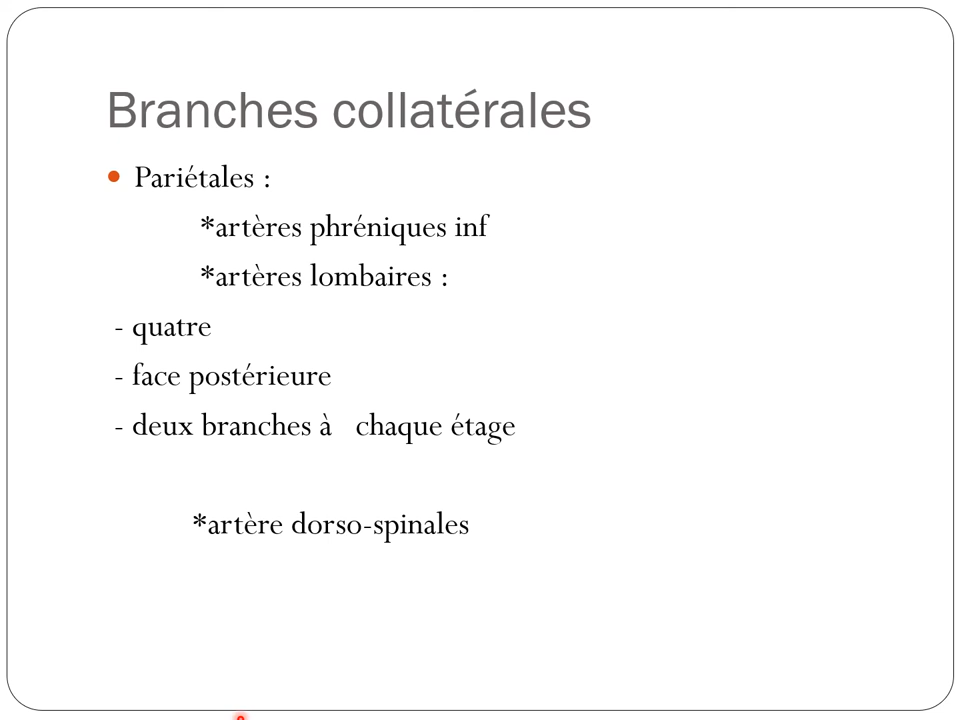 Branches collatérales
Pariétales :
*artères phréniques inf
*artères lombaires :
- quatre
- face postérieure
- deux branches à chaque étage
*artère dorso-spinales